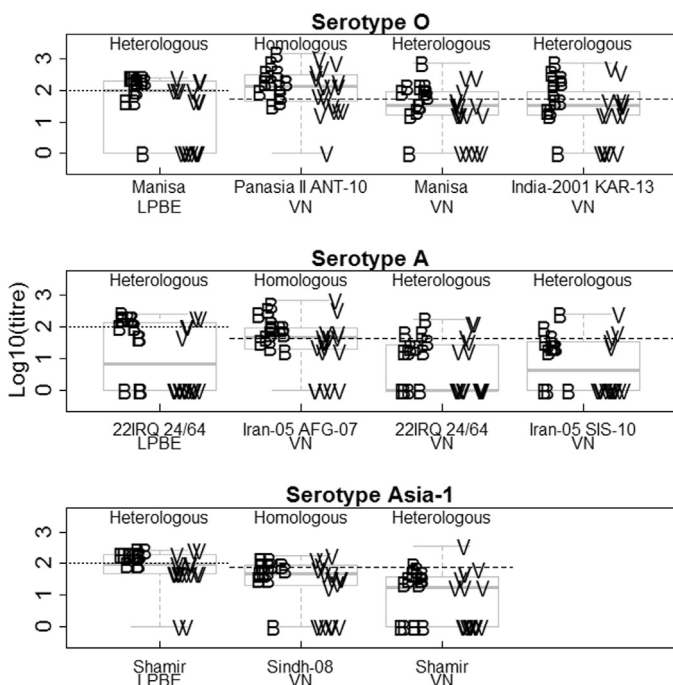 Serotype O
Heterologous Homologous Heterologous Heterologous
3
2
1
0
Manisa Panasia II ANT-10 Manisa India-2001 KAR-13
LPBE VN VN VN
Serotype A
Heterologous Homologous Heterologous Heterologous
Log10(titre)
3
2
1
0
22IRQ 24/64 Iran-05 AFG-07 22IRQ 24/64 Iran-05 SIS-10
LPBE VN VN VN
Serotype Asia-1
Heterologous Homologous Heterologous
3
2
1
0
Shamir Sindh-08 Shamir
LPBE VN VN